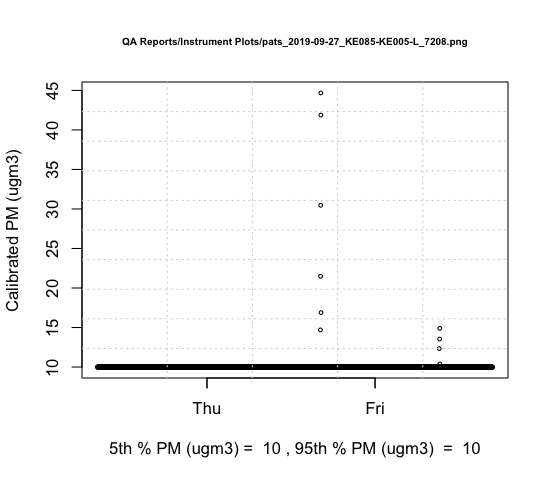 QA Reports/Instrument Plots/pats_2019-09-27_KE085-KE005-L_7208.png
Calibrated PM (ugm3)
45
40
35
30
25
20
15
10
Thu Fri
5th % PM (ugm3) = 10 , 95th % PM (ugm3) = 10